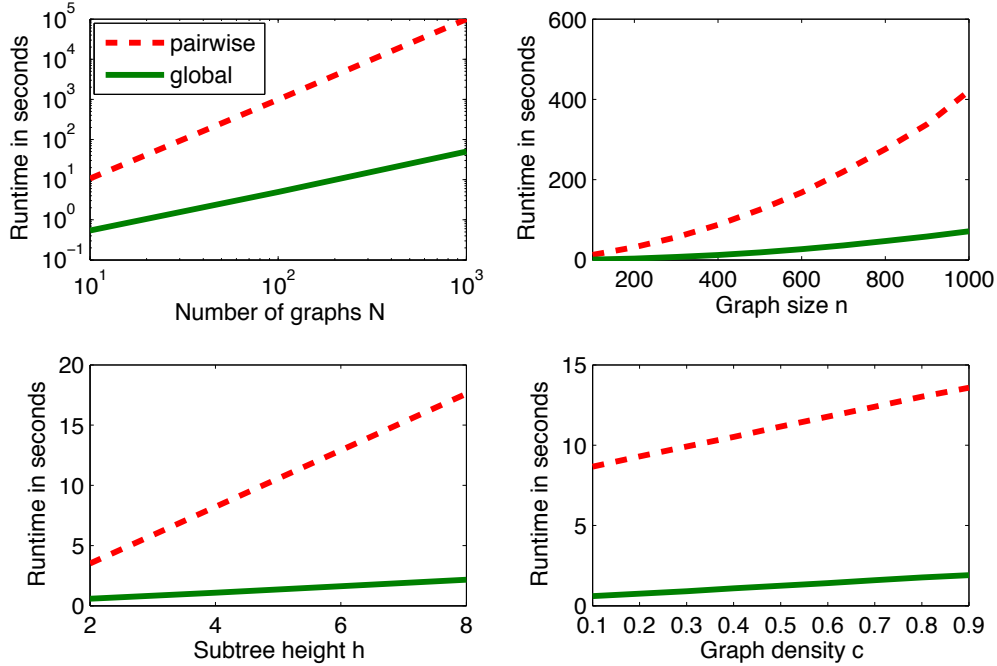 Runtime in seconds
10^5
10^4
10^3
10^2
10^1
10^0
10^-1
pairwise
global
10^1 10^2 10^3
Number of graphs N
Runtime in seconds
600
400
200
0
200 400 600 800 1000
Graph size n
Runtime in seconds
20
15
10
5
0
2 4 6 8
Subtree height h
Runtime in seconds
15
10
5
0
0.1 0.2 0.3 0.4 0.5 0.6 0.7 0.8 0.9
Graph density c